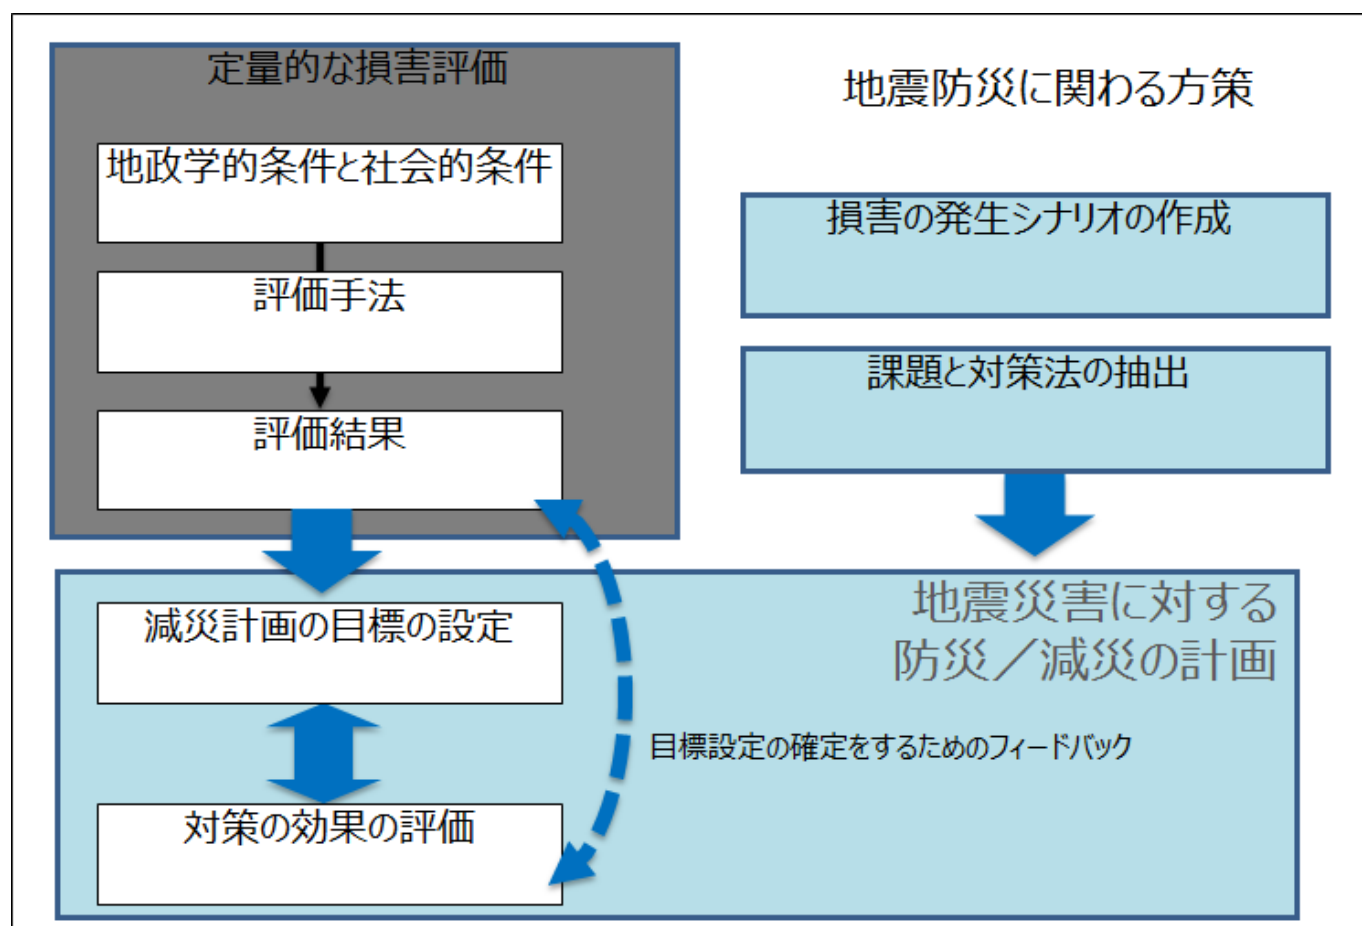 定量的な損害評価
地政学的条件と社会的条件
評価手法
評価結果
地震防災に関わる方策
損害の発生シナリオの作成
課題と対策法の抽出
地震災害に対する
防災／減災の計画
減災計画の目標の設定
目標設定の確定をするためのフィードバック
対策の効果の評価